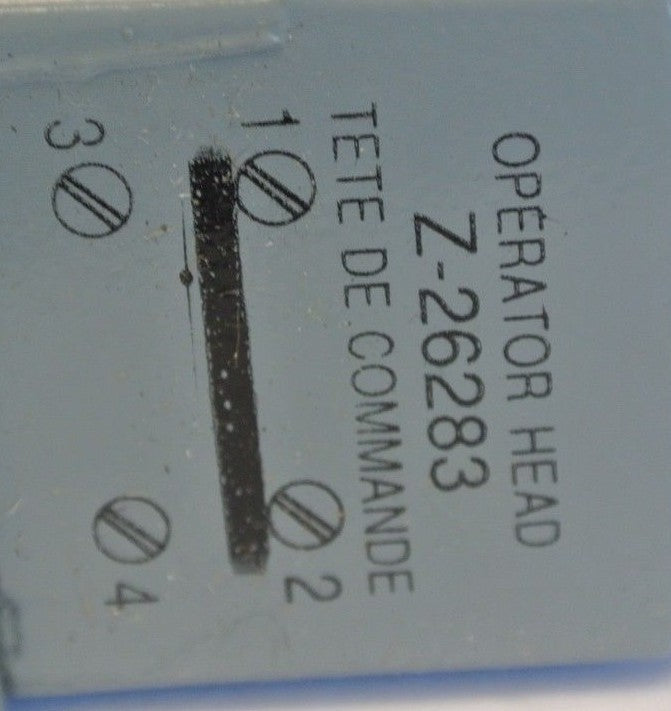 OPERATOR HEAD
Z-26283
TETE DE COMMANDE
1 2
3 4